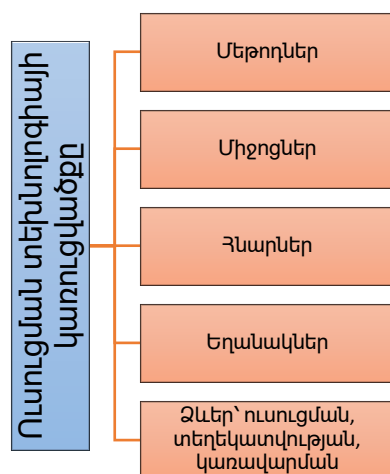 Ուսուցման տեխնոլոգիայի
կառուցվածքը
Մեթոդներ
Միջոցներ
Հնարներ
Եղանակներ
Ձևեր՝ ուսուցման,
տեղեկատվության,
կառավարման